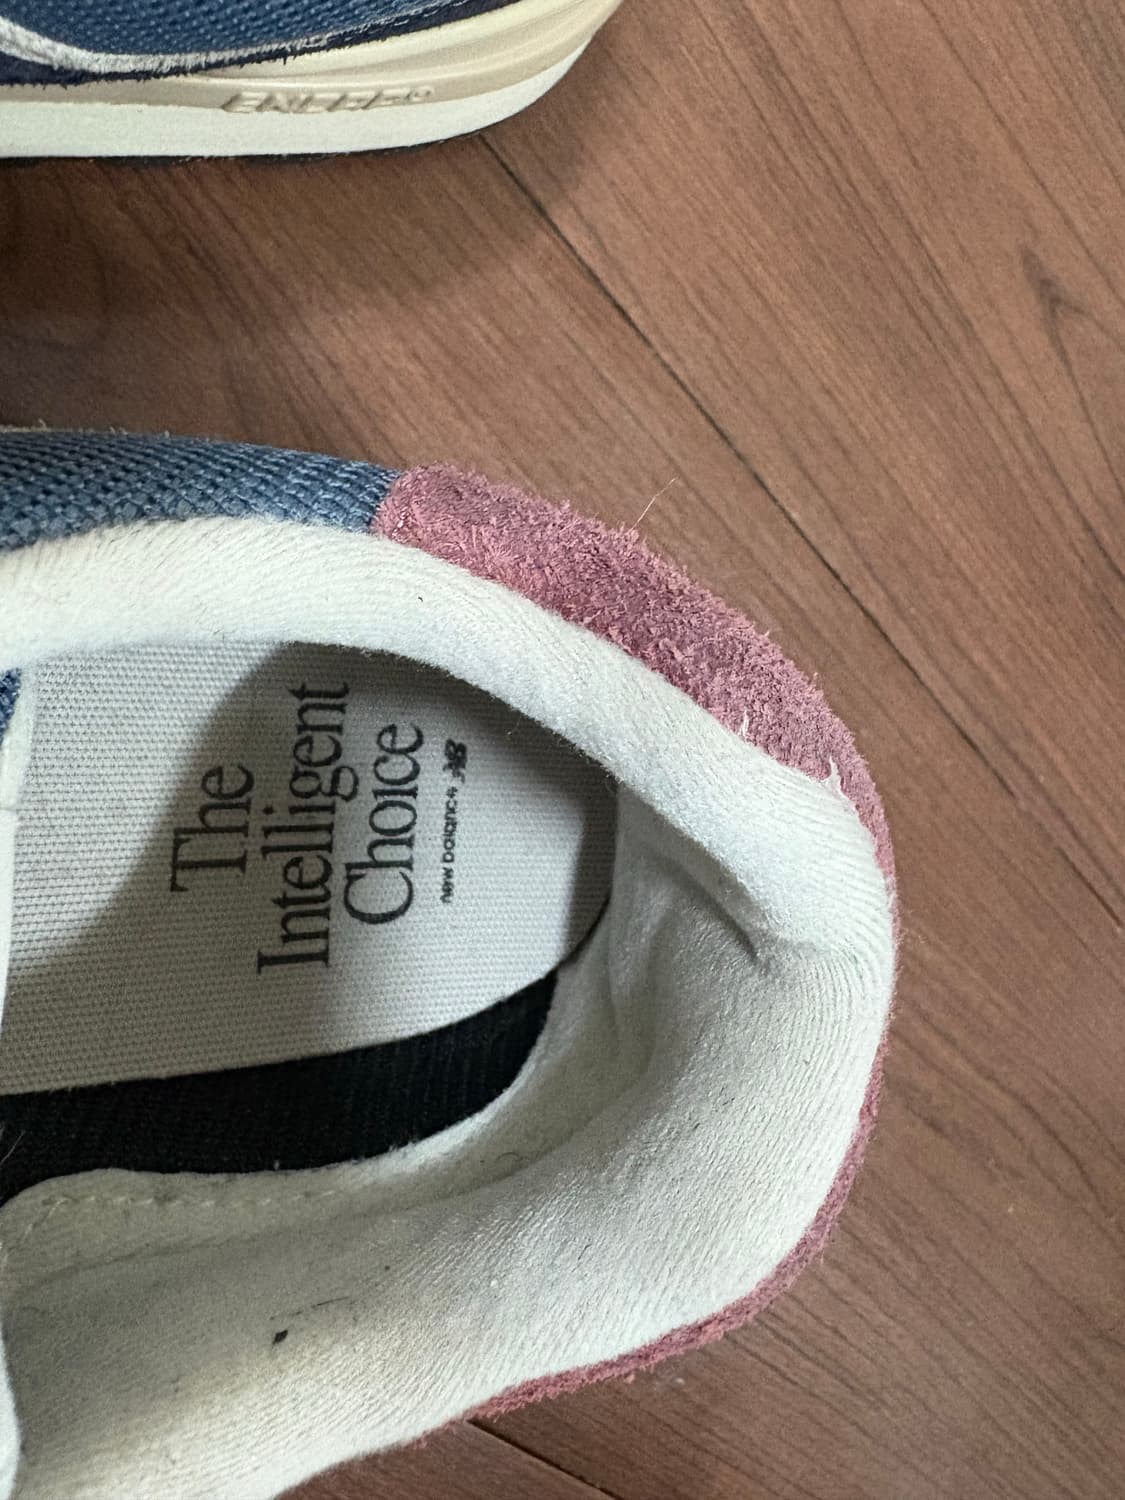 ENCAP®
The
Intelligent
Choice
new balance